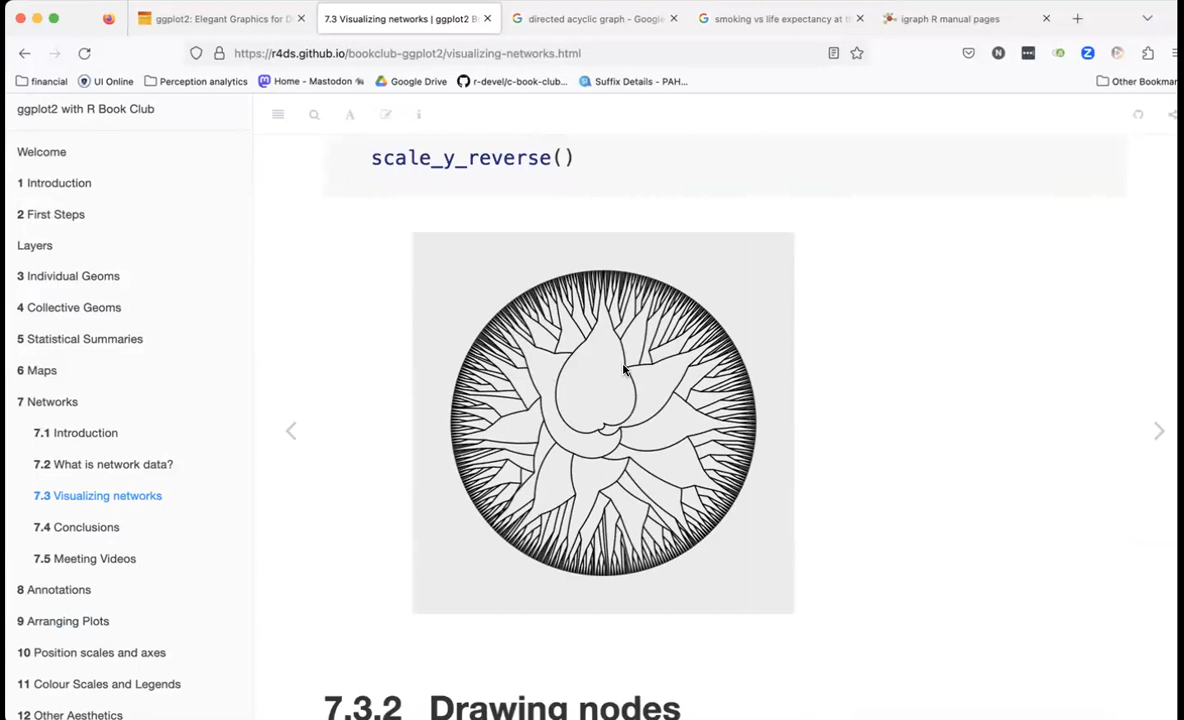 ggplot2: Elegant Graphics for D
7.3 Visualizing networks | ggplot2 B
directed acyclic graph - Google
smoking vs life expectancy at th
igraph R manual pages
https://r4ds.github.io/bookclub-ggplot2/visualizing-networks.html
financial
UI Online
Perception analytics
Home - Mastodon
Google Drive
r-devel/c-book-club...
Suffix Details - PAH...
Other Bookmar
ggplot2 with R Book Club
Welcome
1 Introduction
2 First Steps
Layers
3 Individual Geoms
4 Collective Geoms
5 Statistical Summaries
6 Maps
7 Networks
7.1 Introduction
7.2 What is network data?
7.3 Visualizing networks
7.4 Conclusions
7.5 Meeting Videos
8 Annotations
9 Arranging Plots
10 Position scales and axes
11 Colour Scales and Legends
12 Other Aesthetics
scale_y_reverse()
7.3.2 Drawing nodes